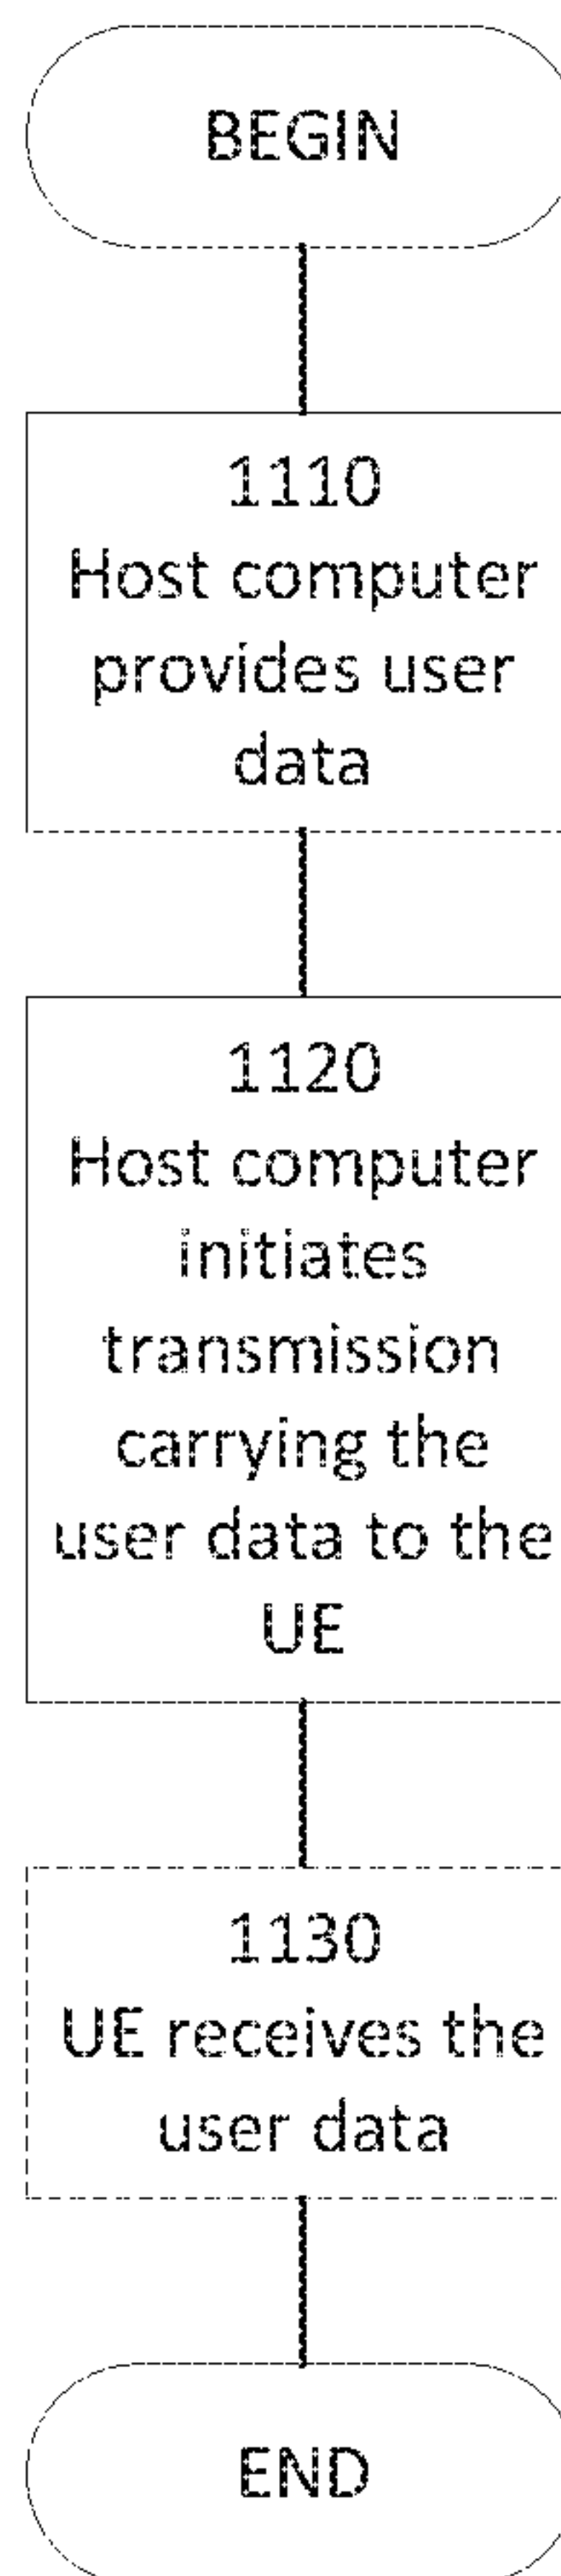 BEGIN
1110
Host computer
provides user
data
1120
Host computer
initiates
transmission
carrying the
user data to the
UE
1130
UE receives the
user data
END